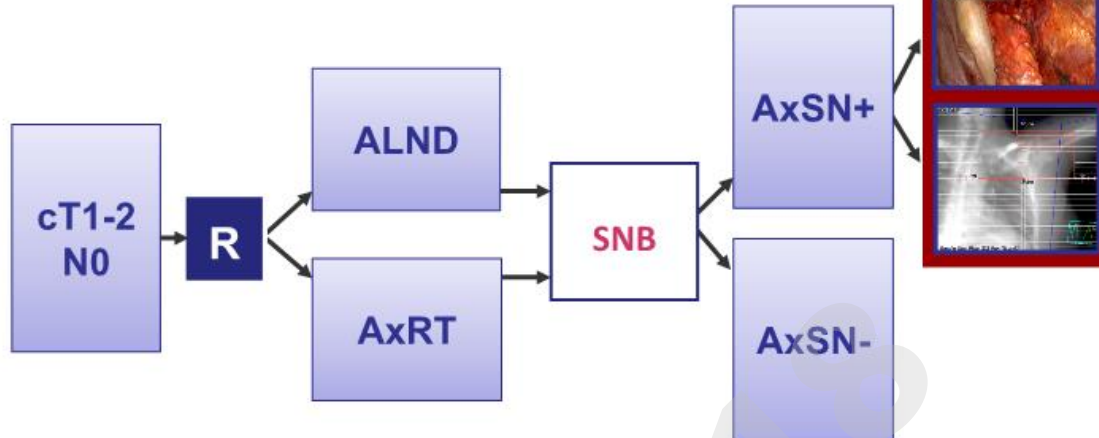 cT1-2
N0
R
ALND
AxRT
SNB
AxSN+
AxSN-